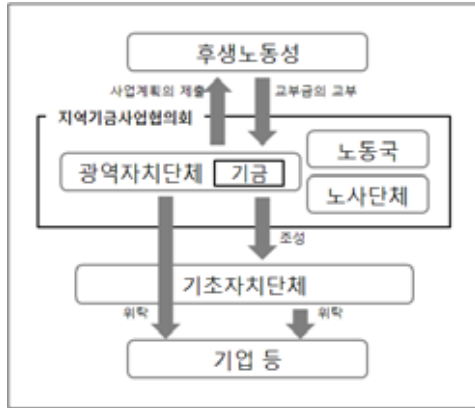 후생노동성
사업계획의 제출
교부금의 교부
지역기금사업협의회
노동국
광역자치단체 기금
노사단체
조성
기초자치단체
위탁
위탁
기업 등